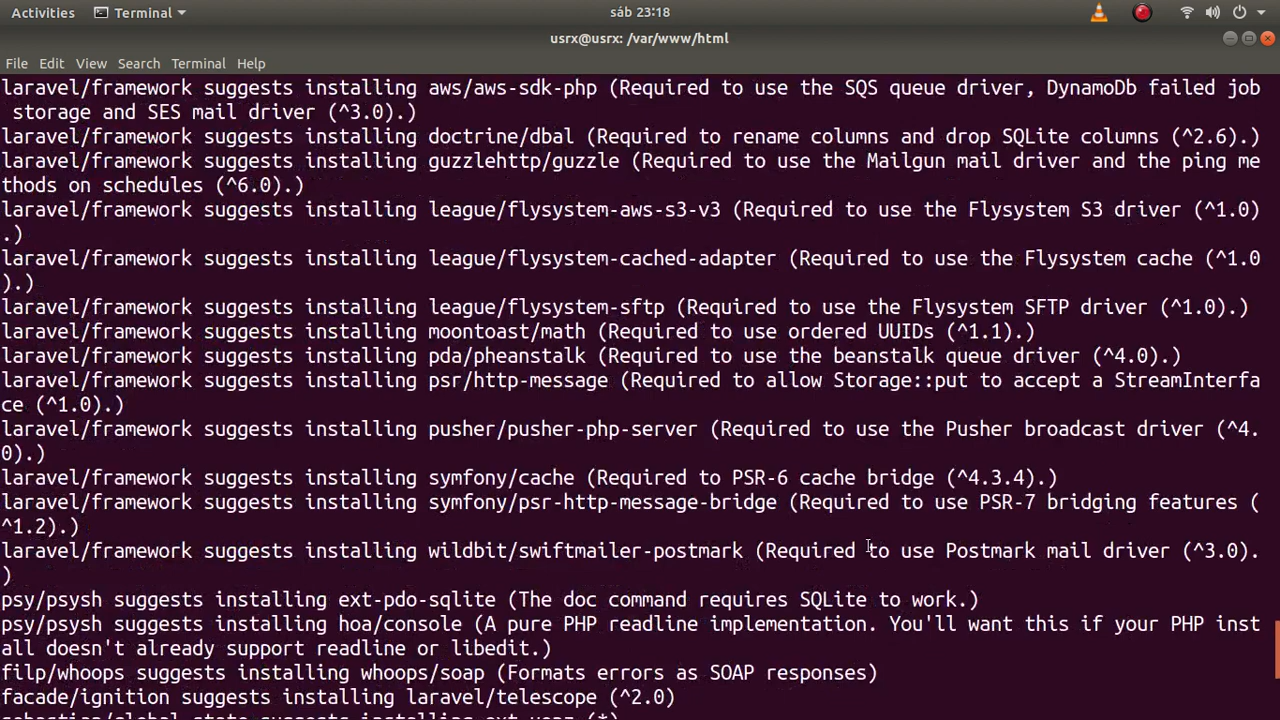 Activities Terminal sáb 23:18
usrx@usrx: /var/www/html
File Edit View Search Terminal Help
laravel/framework suggests installing aws/aws-sdk-php (Required to use the SQS queue driver, DynamoDb failed job
 storage and SES mail driver (^3.0).)
laravel/framework suggests installing doctrine/dbal (Required to rename columns and drop SQLite columns (^2.6).)
laravel/framework suggests installing guzzlehttp/guzzle (Required to use the Mailgun mail driver and the ping me
thods on schedules (^6.0).)
laravel/framework suggests installing league/flysystem-aws-s3-v3 (Required to use the Flysystem S3 driver (^1.0)
.)
laravel/framework suggests installing league/flysystem-cached-adapter (Required to use the Flysystem cache (^1.0
).)
laravel/framework suggests installing league/flysystem-sftp (Required to use the Flysystem SFTP driver (^1.0).)
laravel/framework suggests installing moontoast/math (Required to use ordered UUIDs (^1.1).)
laravel/framework suggests installing pda/pheanstalk (Required to use the beanstalk queue driver (^4.0).)
laravel/framework suggests installing psr/http-message (Required to allow Storage::put to accept a StreamInterfa
ce (^1.0).)
laravel/framework suggests installing pusher/pusher-php-server (Required to use the Pusher broadcast driver (^4.
0).)
laravel/framework suggests installing symfony/cache (Required to PSR-6 cache bridge (^4.3.4).)
laravel/framework suggests installing symfony/psr-http-message-bridge (Required to use PSR-7 bridging features (
^1.2).)
laravel/framework suggests installing wildbit/swiftmailer-postmark (Required to use Postmark mail driver (^3.0).
)
psy/psysh suggests installing ext-pdo-sqlite (The doc command requires SQLite to work.)
psy/psysh suggests installing hoa/console (A pure PHP readline implementation. You'll want this if your PHP inst
all doesn't already support readline or libedit.)
filp/whoops suggests installing whoops/soap (Formats errors as SOAP responses)
facade/ignition suggests installing laravel/telescope (^2.0)
sebastian/global-state suggests installing ext-uopz (*)